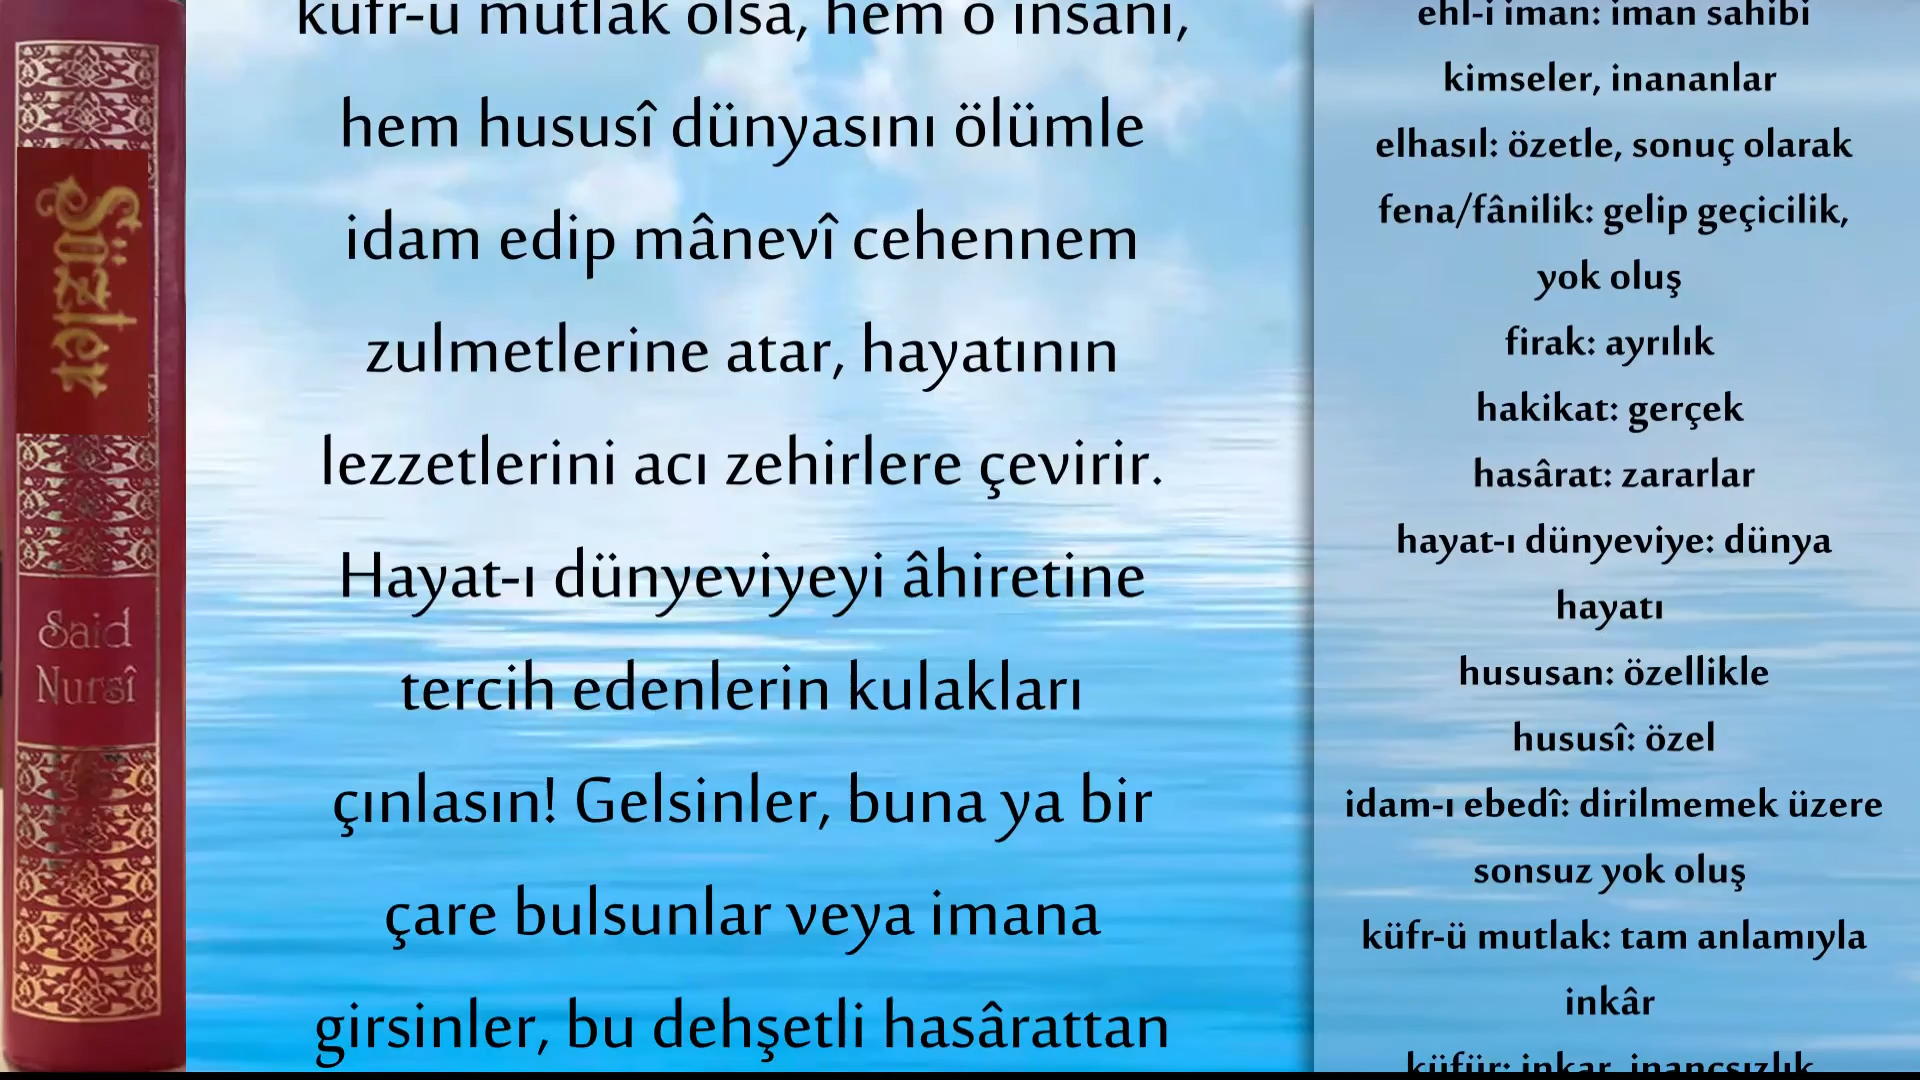 Sözler
Said
Nursî
küfr-ü mutlak olsa, hem o insanı,
hem hususî dünyasını ölümle
idam edip mânevî cehennem
zulmetlerine atar, hayatının
lezzetlerini acı zehirlere çevirir.
Hayat-ı dünyeviyeyi âhiretine
tercih edenlerin kulakları
çınlasın! Gelsinler, buna ya bir
çare bulsunlar veya imana
girsinler, bu dehşetli hasârattan
ehl-i iman: iman sahibi
kimseler, inananlar
elhasıl: özetle, sonuç olarak
fena/fânilik: gelip geçicilik,
yok oluş
firak: ayrılık
hakikat: gerçek
hasârat: zararlar
hayat-ı dünyeviye: dünya
hayatı
hususan: özellikle
hususî: özel
idam-ı ebedî: dirilmemek üzere
sonsuz yok oluş
küfr-ü mutlak: tam anlamıyla
inkâr
küfür: inkar, inançsızlık